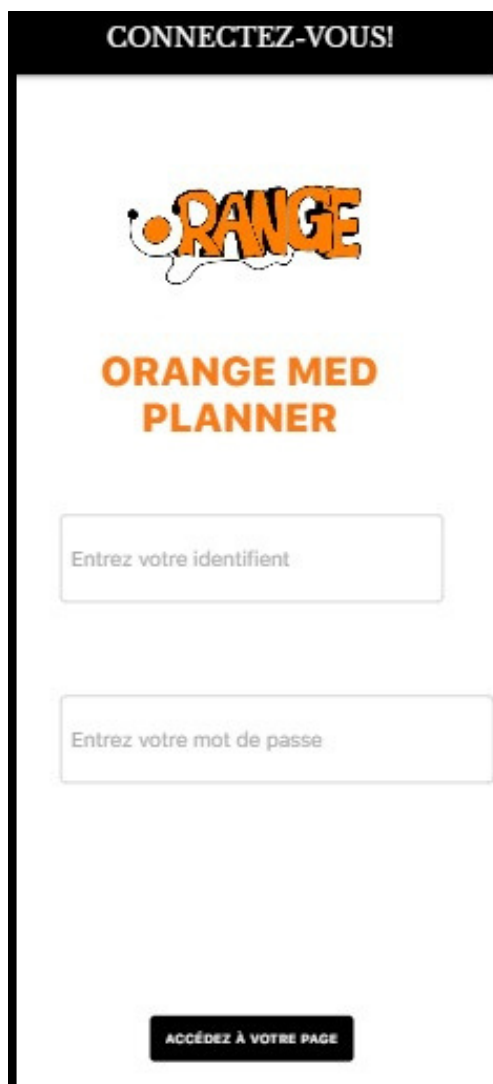 CONNECTEZ-VOUS!
ORANGE
ORANGE MED
PLANNER
Entrez votre identifient
Entrez votre mot de passe
ACCÉDEZ À VOTRE PAGE